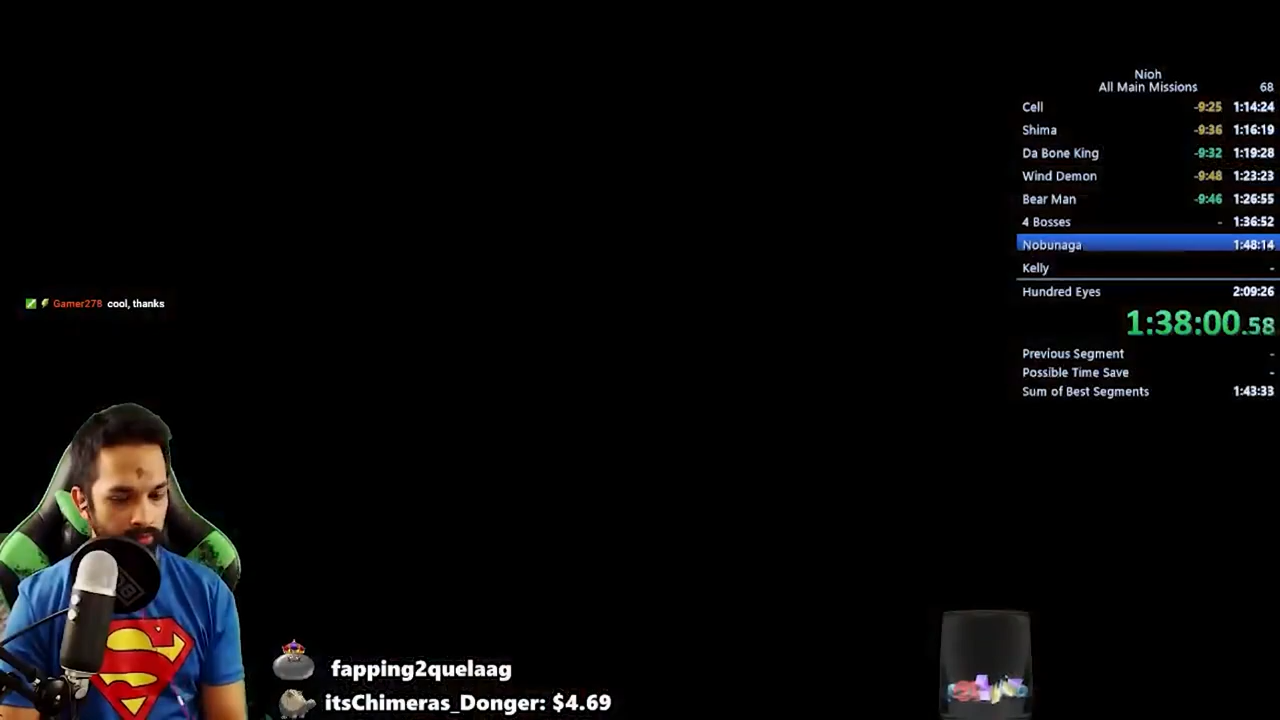 Nioh
All Main Missions 68
Cell -9:25 1:14:24
Shima -9:36 1:16:19
Da Bone King -9:32 1:19:28
Wind Demon -9:48 1:23:23
Bear Man -9:46 1:26:55
4 Bosses - 1:36:52
Nobunaga 1:48:14
Kelly -
Hundred Eyes 2:09:26
1:38:00.58
Previous Segment -
Possible Time Save -
Sum of Best Segments 1:43:33
Gamer278 cool, thanks
fapping2quelaag
itsChimeras_Donger: $4.69